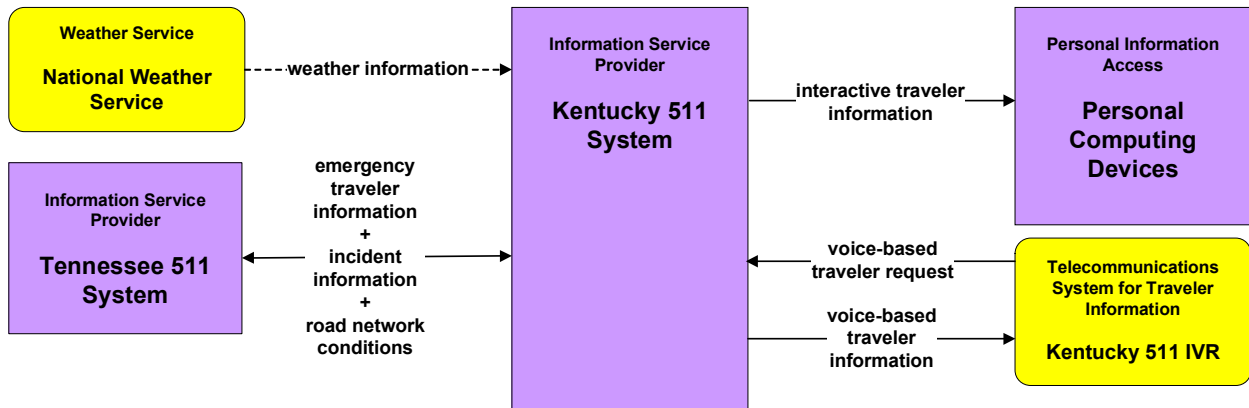 Weather Service
National Weather
Service
weather information
Information Service
Provider
Kentucky 511
System
interactive traveler
information
Personal Information
Access
Personal
Computing
Devices
Information Service
Provider
Tennessee 511
System
emergency
traveler
information
+
incident
information
+
road network
conditions
voice-based
traveler request
voice-based
traveler
information
Telecommunications
System for Traveler
Information
Kentucky 511 IVR